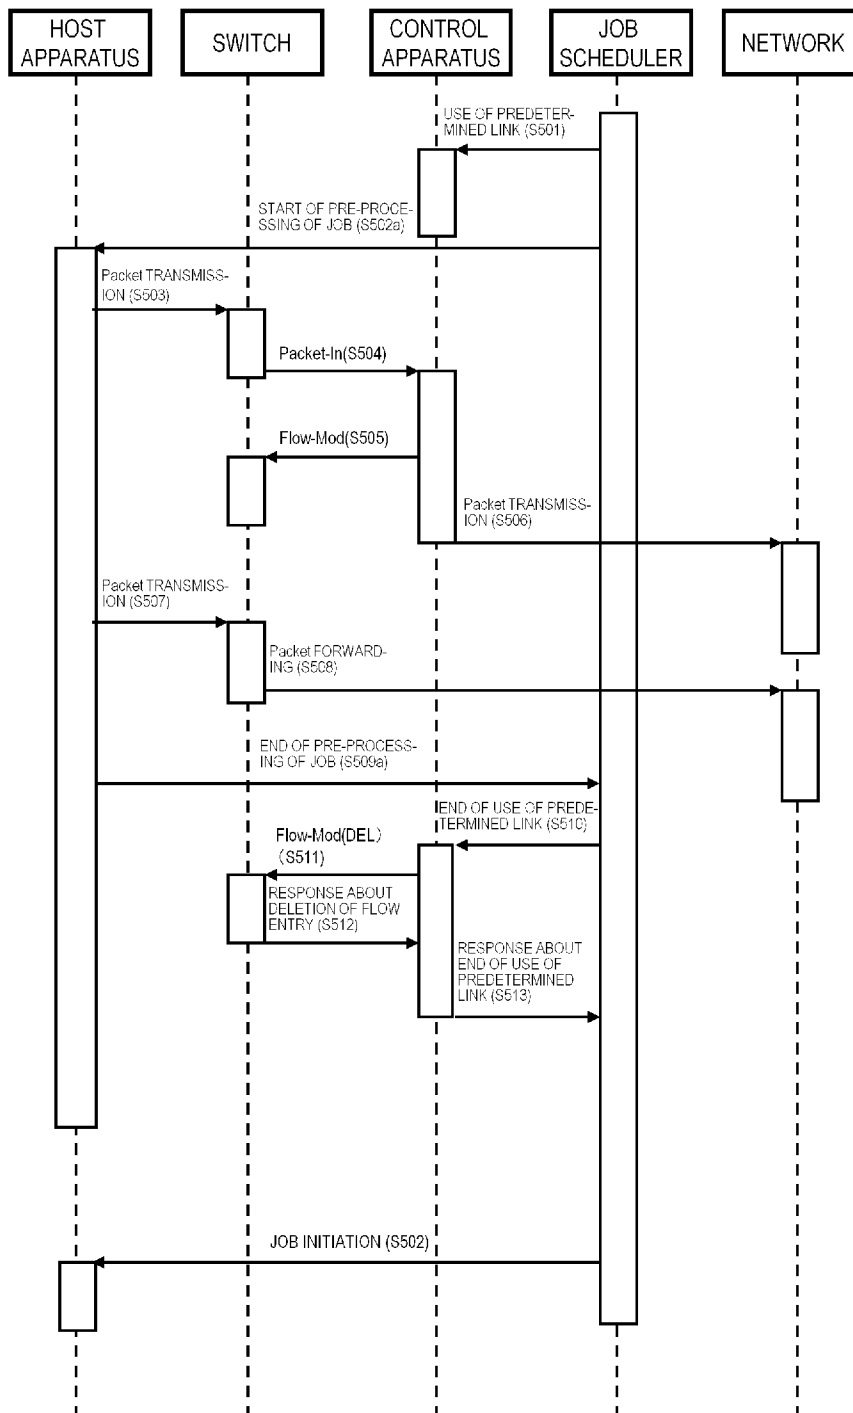 HOST
APPARATUS
SWITCH
CONTROL
APPARATUS
JOB
SCHEDULER
NETWORK
USE OF PREDETER-
MINED LINK (S501)
START OF PRE-PROCE-
SSING OF JOB (S502a)
Packet TRANSMISS-
ION (S503)
Packet-In(S504)
Flow-Mod(S505)
Packet TRANSMISS-
ION (S506)
Packet TRANSMISS-
ION (S507)
Packet FORWARD-
ING (S508)
END OF PRE-PROCESS-
ING OF JOB (S509a)
END OF USE OF PREDE-
TERMINED LINK (S510)
Flow-Mod(DEL)
(S511)
RESPONSE ABOUT
DELETION OF FLOW
ENTRY (S512)
RESPONSE ABOUT
END OF USE OF
PREDETERMINED
LINK (S513)
JOB INITIATION (S502)